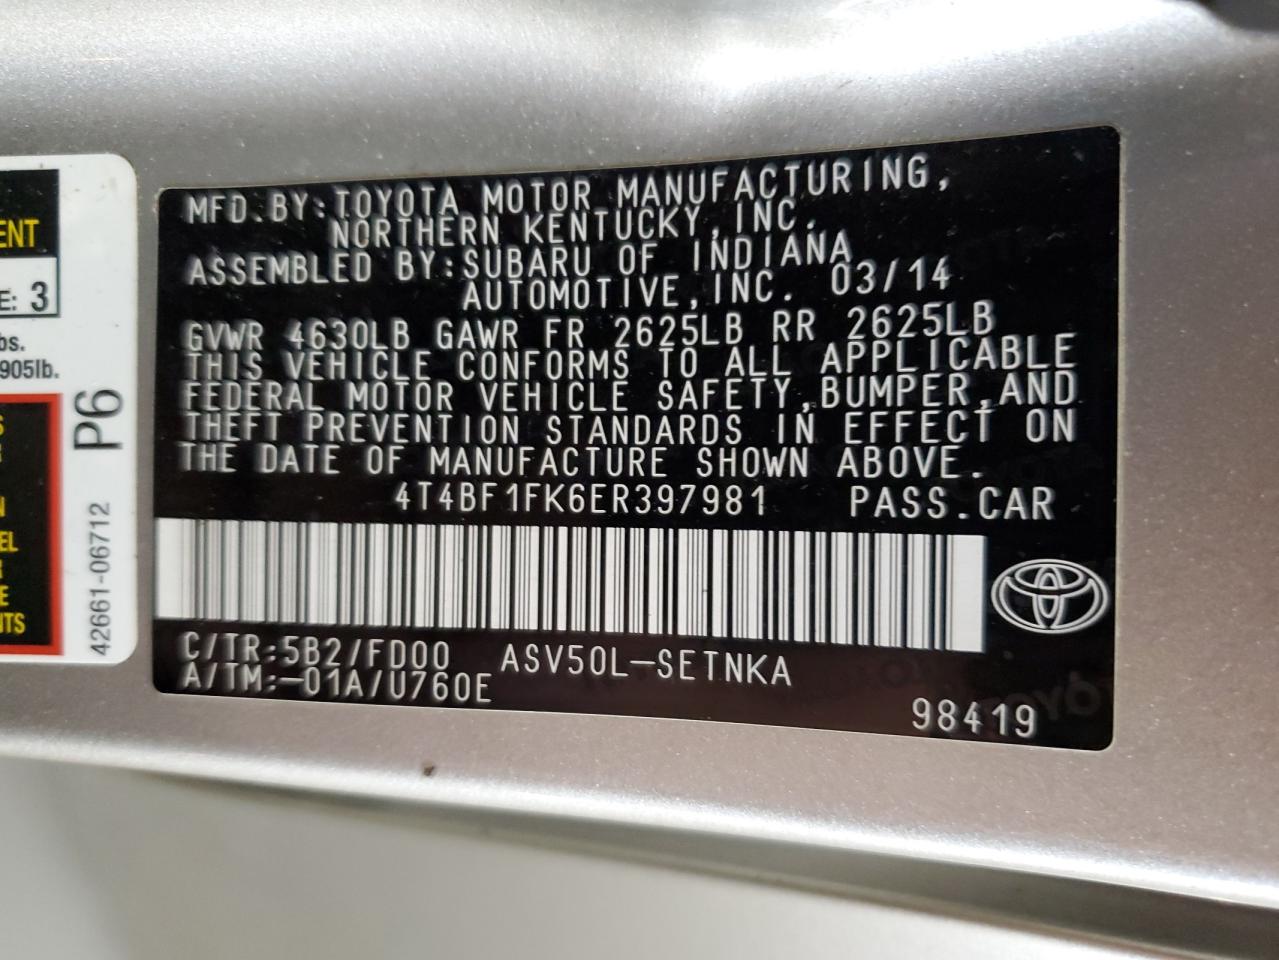 ENT
E: 3
bs.
905lb.
P6
42661-06712
S
R
N
EL
R
E
NTS
MFD.BY:TOYOTA MOTOR MANUFACTURING,
NORTHERN KENTUCKY,INC.
ASSEMBLED BY:SUBARU OF INDIANA
AUTOMOTIVE,INC. 03/14
GVWR 4630LB GAWR FR 2625LB RR 2625LB
THIS VEHICLE CONFORMS TO ALL APPLICABLE
FEDERAL MOTOR VEHICLE SAFETY,BUMPER,AND
THEFT PREVENTION STANDARDS IN EFFECT ON
THE DATE OF MANUFACTURE SHOWN ABOVE.
4T4BF1FK6ER397981 PASS.CAR
C/TR:5B2/FD00 ASV50L-SETNKA
A/TM:-01A/U760E
98419